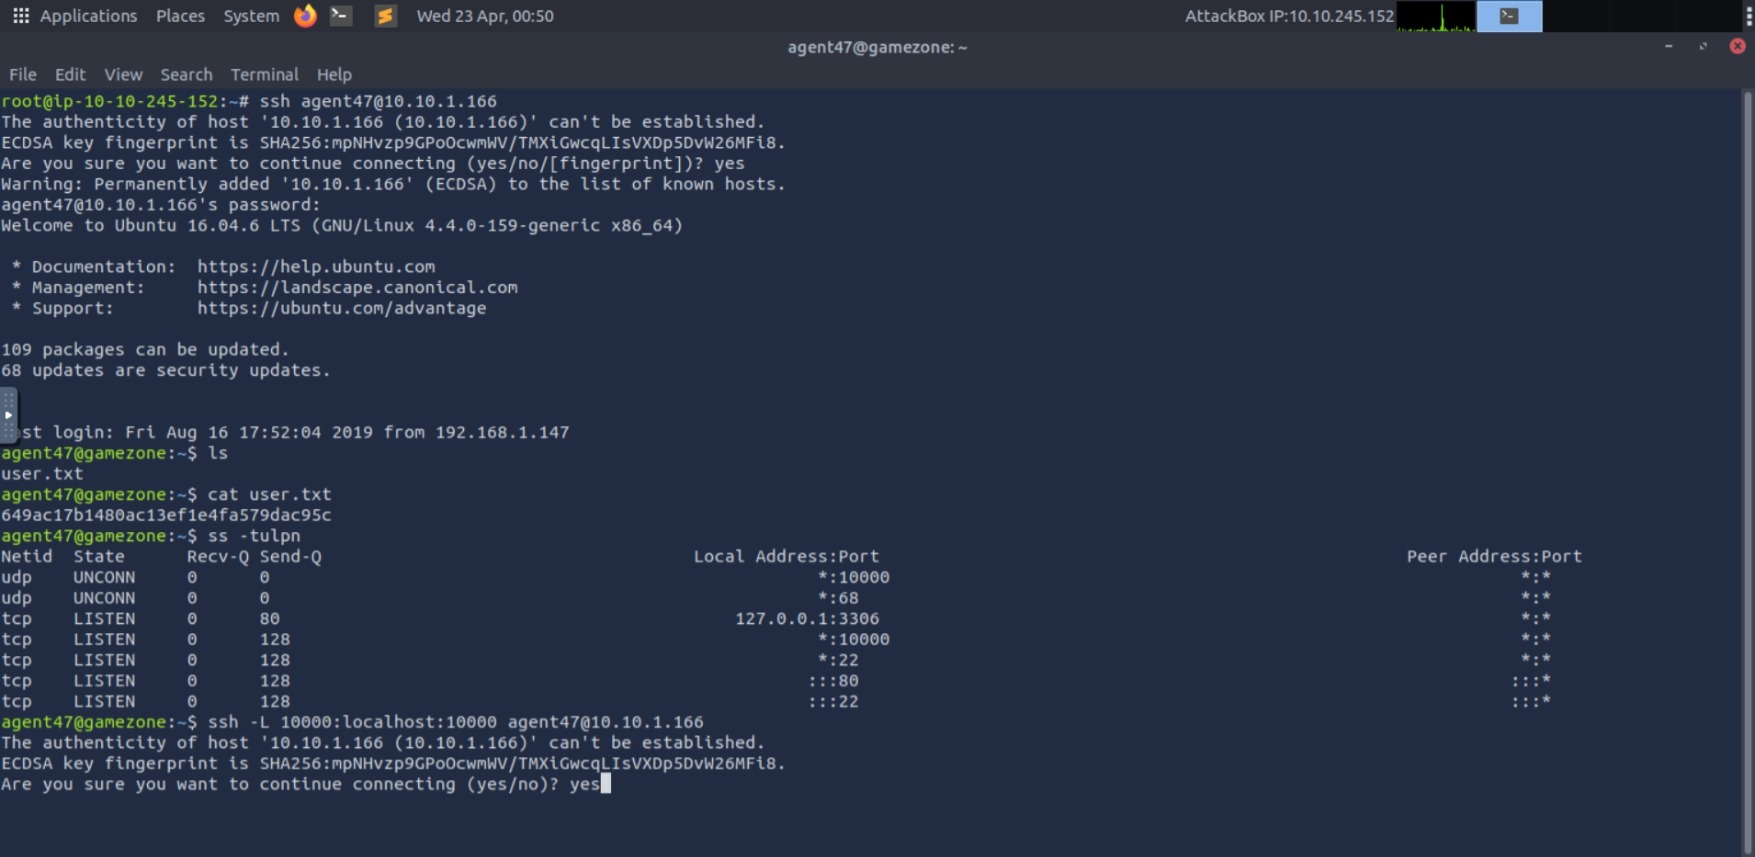 Applications Places System Wed 23 Apr, 00:50 AttackBox IP:10.10.245.152
agent47@gamezone: ~
File Edit View Search Terminal Help
root@ip-10-10-245-152:~# ssh agent47@10.10.1.166
The authenticity of host '10.10.1.166 (10.10.1.166)' can't be established.
ECDSA key fingerprint is SHA256:mpNHvzp9GPoOcwmWV/TMXiGwcqLIsVXDp5DvW26MFi8.
Are you sure you want to continue connecting (yes/no/[fingerprint])? yes
Warning: Permanently added '10.10.1.166' (ECDSA) to the list of known hosts.
agent47@10.10.1.166's password:
Welcome to Ubuntu 16.04.6 LTS (GNU/Linux 4.4.0-159-generic x86_64)
* Documentation: https://help.ubuntu.com
* Management: https://landscape.canonical.com
* Support: https://ubuntu.com/advantage
109 packages can be updated.
68 updates are security updates.
st login: Fri Aug 16 17:52:04 2019 from 192.168.1.147
agent47@gamezone:~$ ls
user.txt
agent47@gamezone:~$ cat user.txt
649ac17b1480ac13ef1e4fa579dac95c
agent47@gamezone:~$ ss -tulpn
Netid State Recv-Q Send-Q Local Address:Port Peer Address:Port
udp UNCONN 0 0 *:10000 *:*
udp UNCONN 0 0 *:68 *:*
tcp LISTEN 0 80 127.0.0.1:3306 *:*
tcp LISTEN 0 128 *:10000 *:*
tcp LISTEN 0 128 *:22 *:*
tcp LISTEN 0 128 :::80 :::*
tcp LISTEN 0 128 :::22 :::*
agent47@gamezone:~$ ssh -L 10000:localhost:10000 agent47@10.10.1.166
The authenticity of host '10.10.1.166 (10.10.1.166)' can't be established.
ECDSA key fingerprint is SHA256:mpNHvzp9GPoOcwmWV/TMXiGwcqLIsVXDp5DvW26MFi8.
Are you sure you want to continue connecting (yes/no)? yes